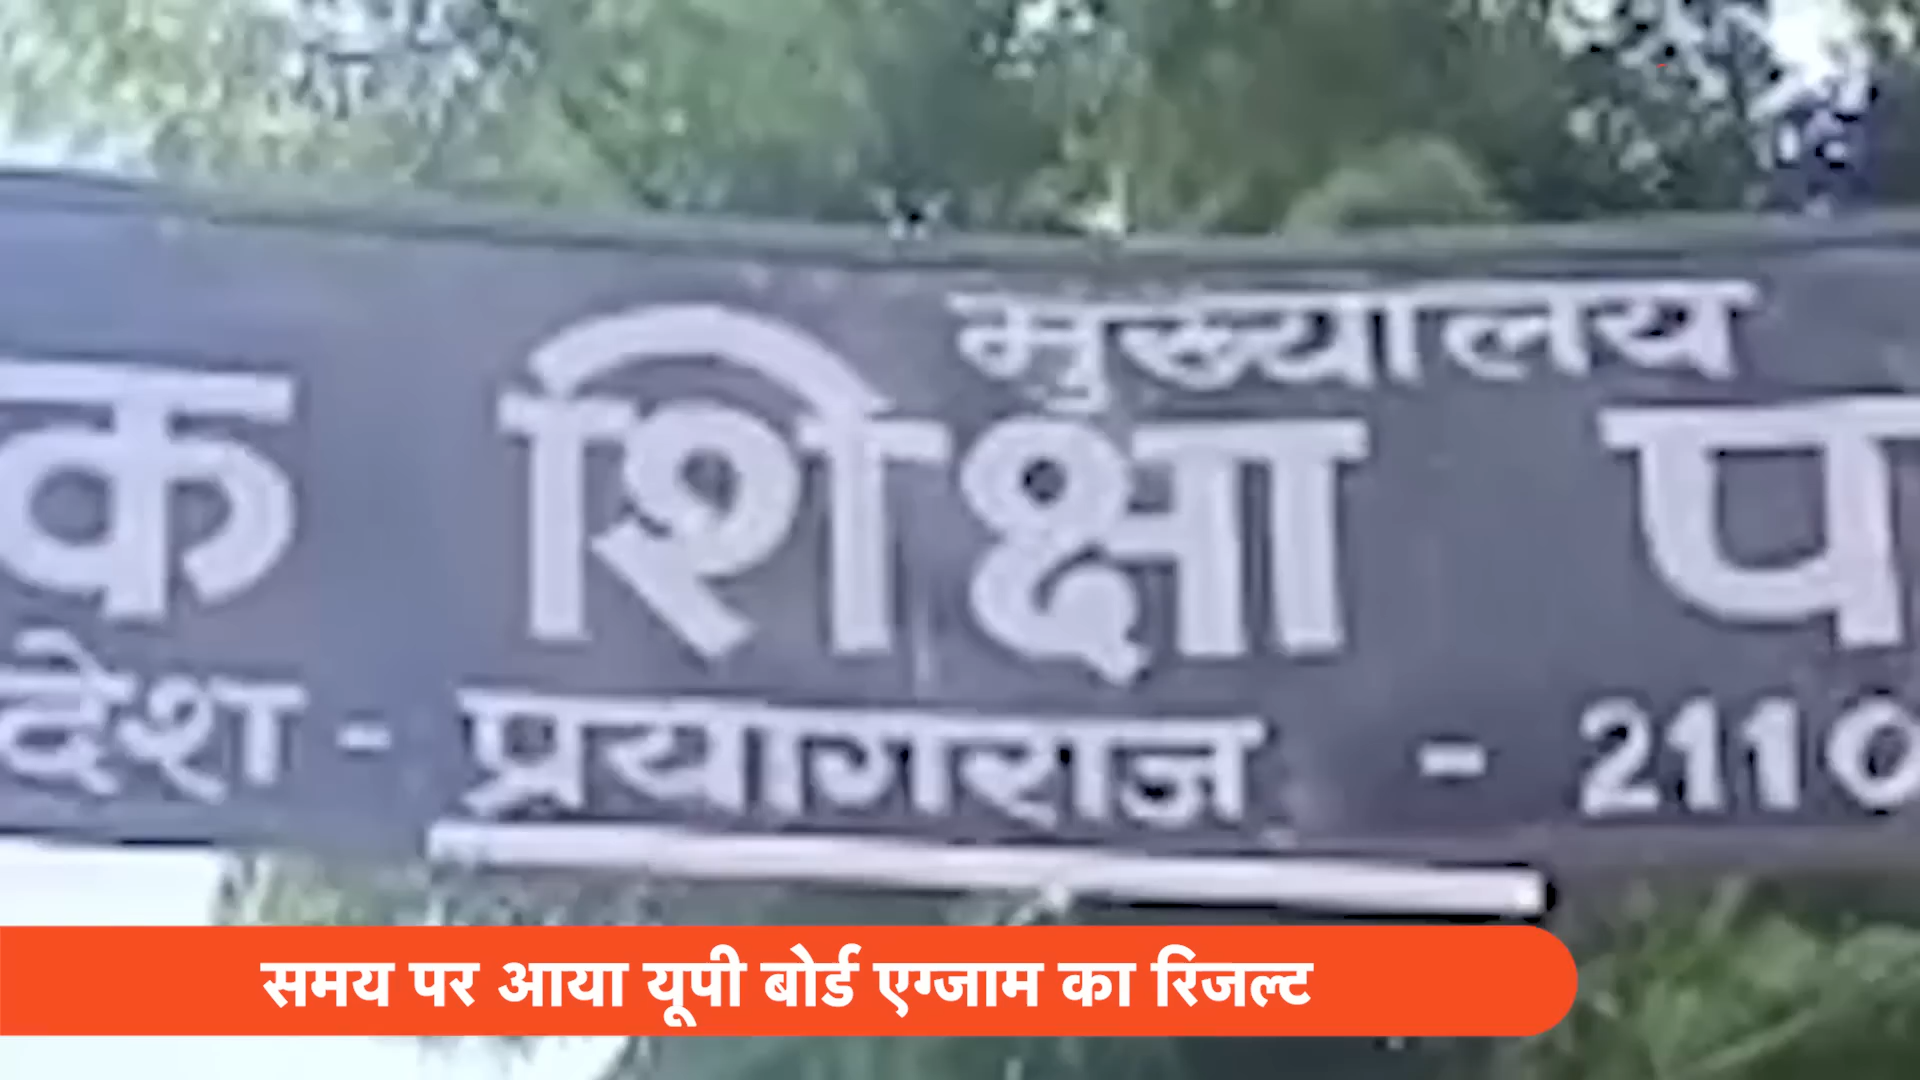 मुख्यालय
क शिक्षा प
देश - प्रयागराज - 2110
समय पर आया यूपी बोर्ड एग्जाम का रिजल्ट